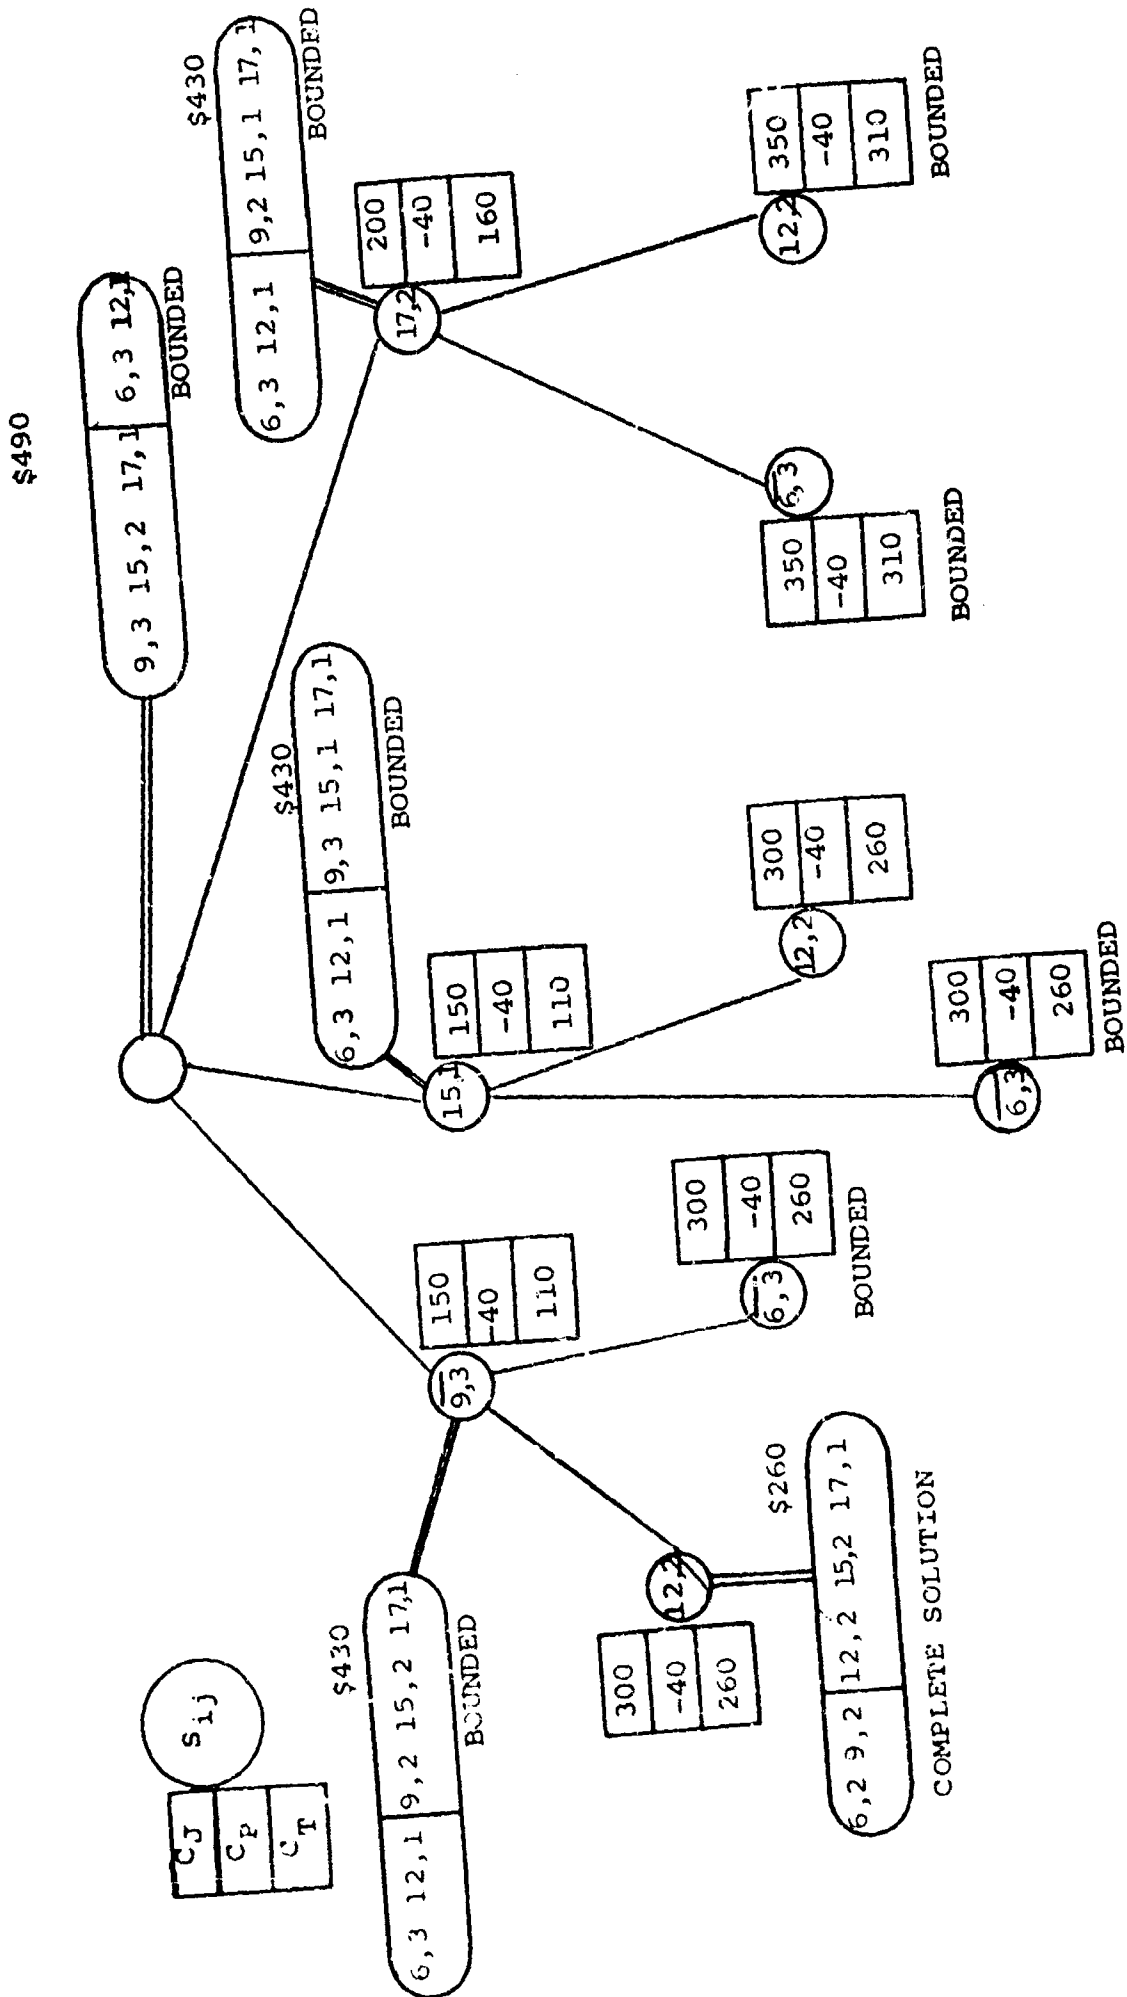 $490
9,3 15,2 17,1 6,3 12,1
BOUNDED
$430
6,3 12,1 9,2 15,1 17,1
BOUNDED
17,2
200
-40
160
12,2
350
-40
310
BOUNDED
6,3
350
-40
310
BOUNDED
$430
6,3 12,1 9,3 15,1 17,1
BOUNDED
15,1
150
-40
110
12,2
300
-40
260
6,3
300
-40
260
BOUNDED
9,3
150
-40
110
6,3
300
-40
260
BOUNDED
Sij
CJ
CP
CT
$430
6,3 12,1 9,2 15,2 17,1
BOUNDED
12,2
300
-40
260
$260
6,2 9,2 12,2 15,2 17,1
COMPLETE SOLUTION